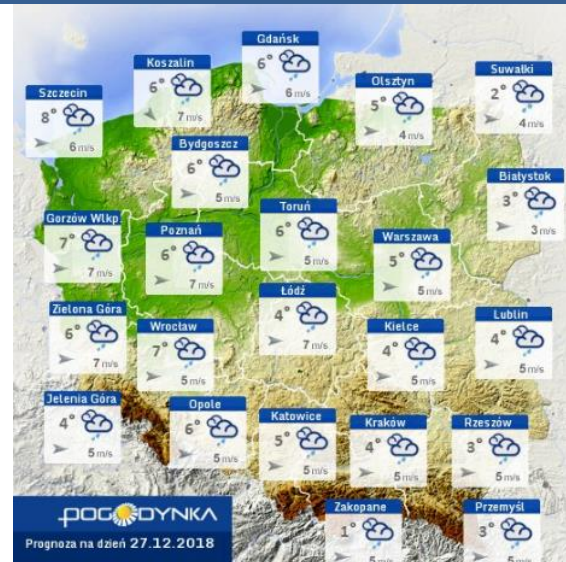 Gdańsk
6°
6 m/s
Koszalin
6°
7 m/s
Suwałki
2°
4 m/s
Olsztyn
5°
4 m/s
Szczecin
8°
6 m/s
Bydgoszcz
6°
5 m/s
Białystok
3°
3 m/s
Toruń
6°
5 m/s
Gorzów Wlkp.
7°
7 m/s
Poznań
6°
7 m/s
Warszawa
5°
5 m/s
Łódź
4°
7 m/s
Zielona Góra
6°
7 m/s
Lublin
4°
5 m/s
Wrocław
7°
5 m/s
Kielce
4°
5 m/s
Jelenia Góra
4°
5 m/s
Opole
6°
5 m/s
Katowice
5°
5 m/s
Kraków
4°
5 m/s
Rzeszów
3°
5 m/s
Zakopane
1°
5 m/s
Przemyśl
3°
5 m/s
POGODYNKA
Prognoza na dzień 27.12.2018